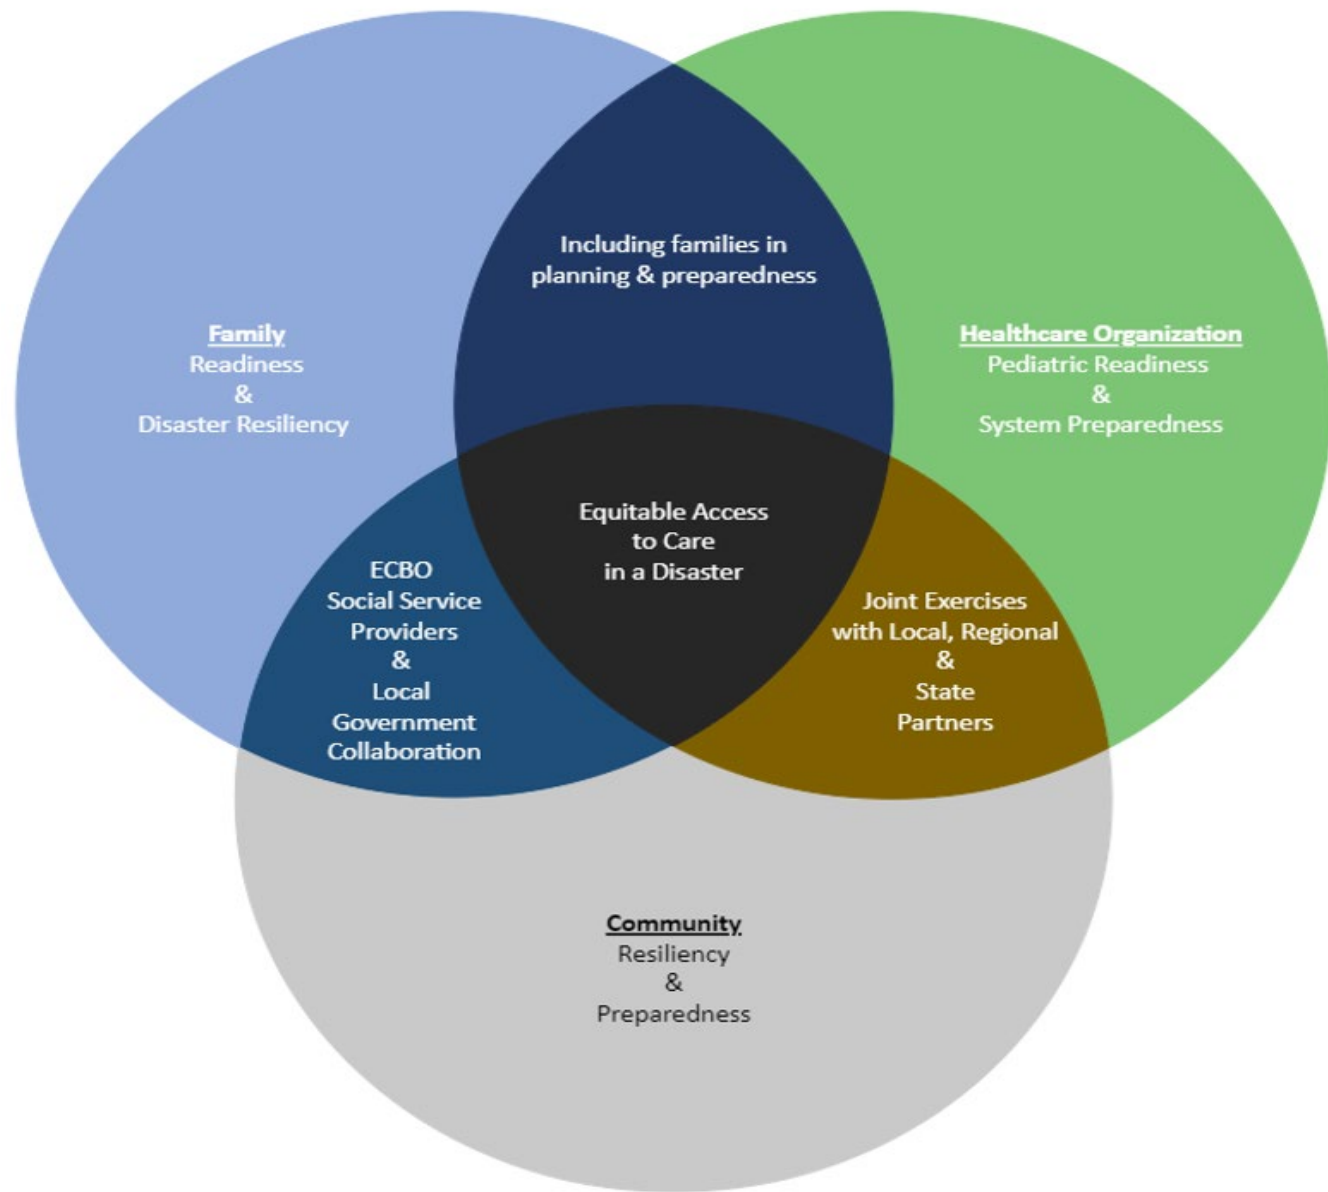 Including families in
planning & preparedness
Family
Readiness
&
Disaster Resiliency
Healthcare Organization
Pediatric Readiness
&
System Preparedness
Equitable Access
to Care
in a Disaster
ECBO
Social Service
Providers
&
Local
Government
Collaboration
Joint Exercises
with Local, Regional
&
State
Partners
Community
Resiliency
&
Preparedness